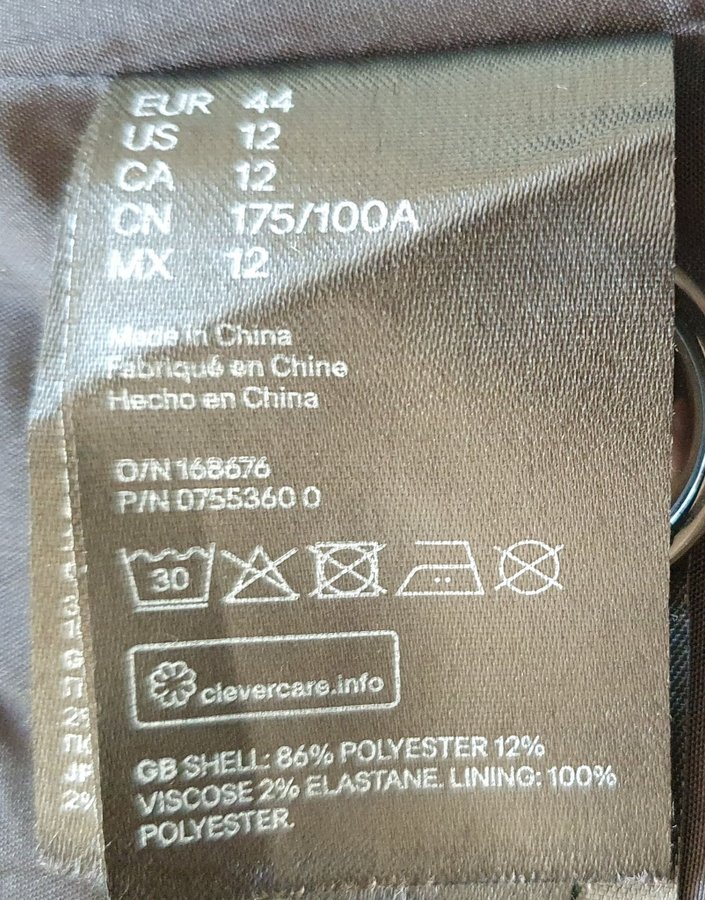 EUR 44
US 12
CA 12
CN 175/100A
MX 12
Made in China
Fabriqué en Chine
Hecho en China
O/N 168676
P/N 0755360 0
30
clevercare.info
GB SHELL: 86% POLYESTER 12%
VISCOSE 2% ELASTANE. LINING: 100%
POLYESTER.